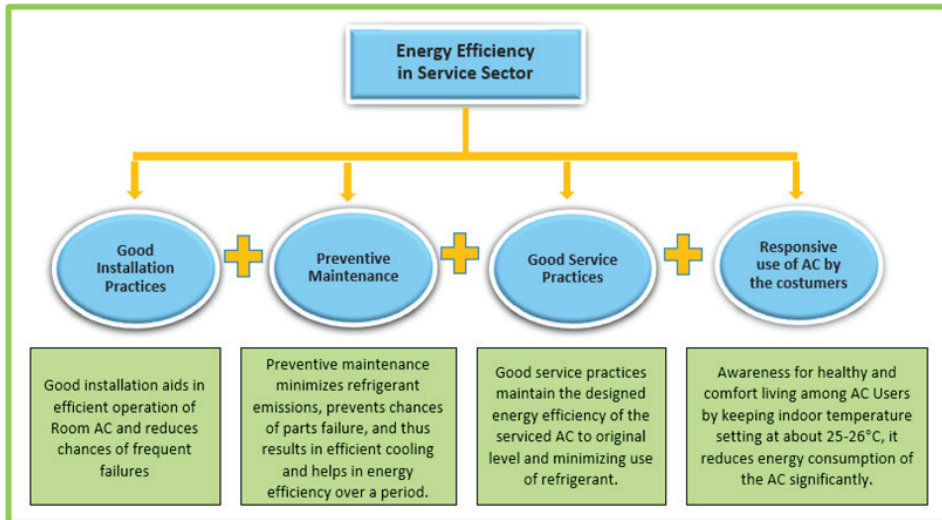 Energy Efficiency
in Service Sector
Good
Installation
Practices
Preventive
Maintenance
Good Service
Practices
Responsive
use of AC by
the costumers
Good installation aids in
efficient operation of
Room AC and reduces
chances of frequent
failures
Preventive maintenance
minimizes refrigerant
emissions, prevents chances
of parts failure, and thus
results in efficient cooling
and helps in energy
efficiency over a period.
Good service practices
maintain the designed
energy efficiency of the
serviced AC to original
level and minimizing use
of refrigerant.
Awareness for healthy and
comfort living among AC Users
by keeping indoor temperature
setting at about 25-26°C, it
reduces energy consumption of
the AC significantly.